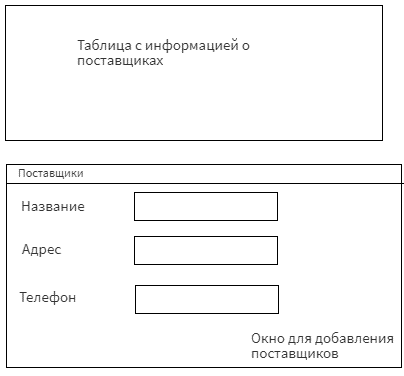 Таблица с информацией о
поставщиках
Поставщики
Название
Адрес
Телефон
Окно для добавления
поставщиков